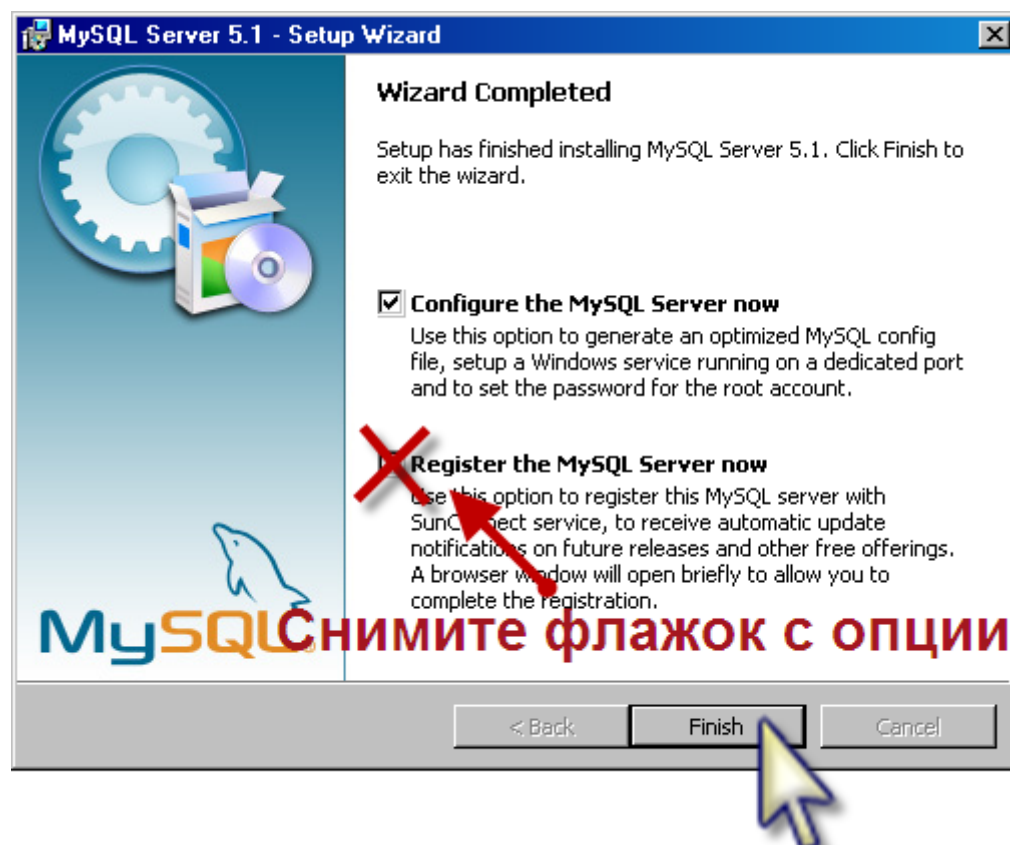 MySQL Server 5.1 - Setup Wizard
Wizard Completed
Setup has finished installing MySQL Server 5.1. Click Finish to
exit the wizard.
Configure the MySQL Server now
Use this option to generate an optimized MySQL config
file, setup a Windows service running on a dedicated port
and to set the password for the root account.
Register the MySQL Server now
Use this option to register this MySQL server with
SunConnect service, to receive automatic update
notifications on future releases and other free offerings.
A browser window will open briefly to allow you to
complete the registration.
MySQL
Снимите флажок с опции
< Back
Finish
Cancel